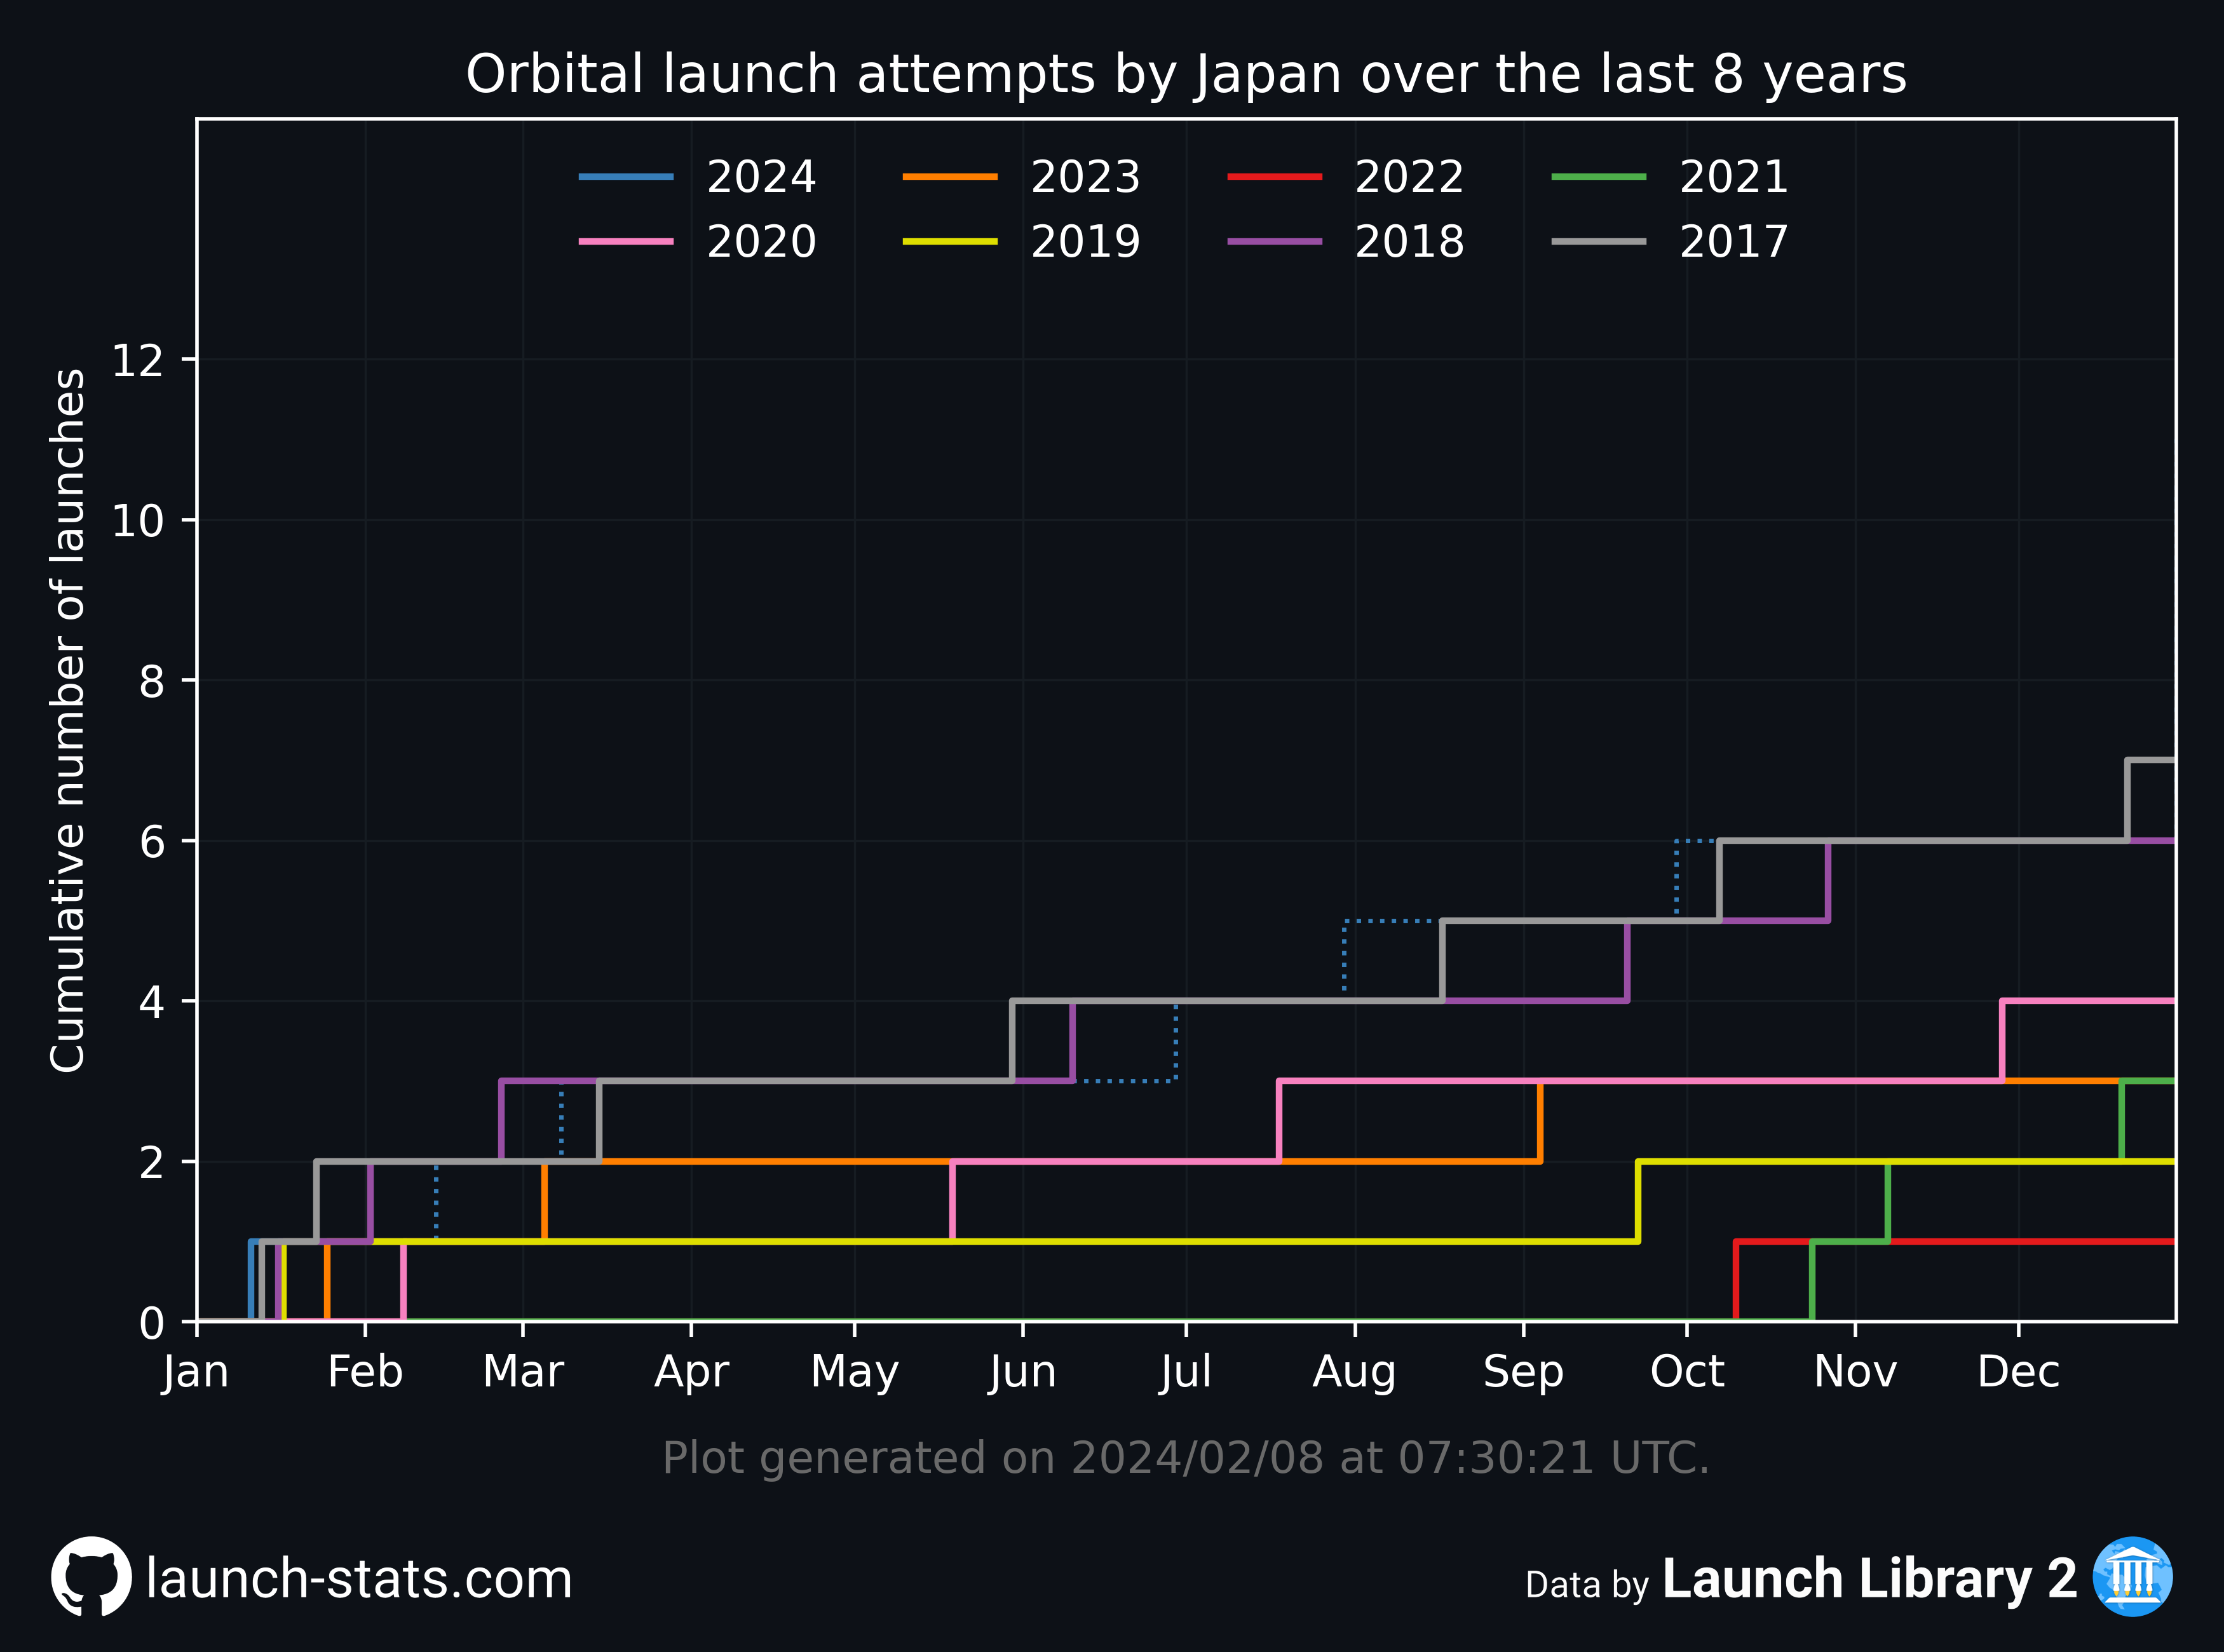 Orbital launch attempts by Japan over the last 8 years
2024 2023 2022 2021
2020 2019 2018 2017
Cumulative number of launches
12
10
8
6
4
2
0
Jan Feb Mar Apr May Jun Jul Aug Sep Oct Nov Dec
Plot generated on 2024/02/08 at 07:30:21 UTC.
launch-stats.com
Data by Launch Library 2